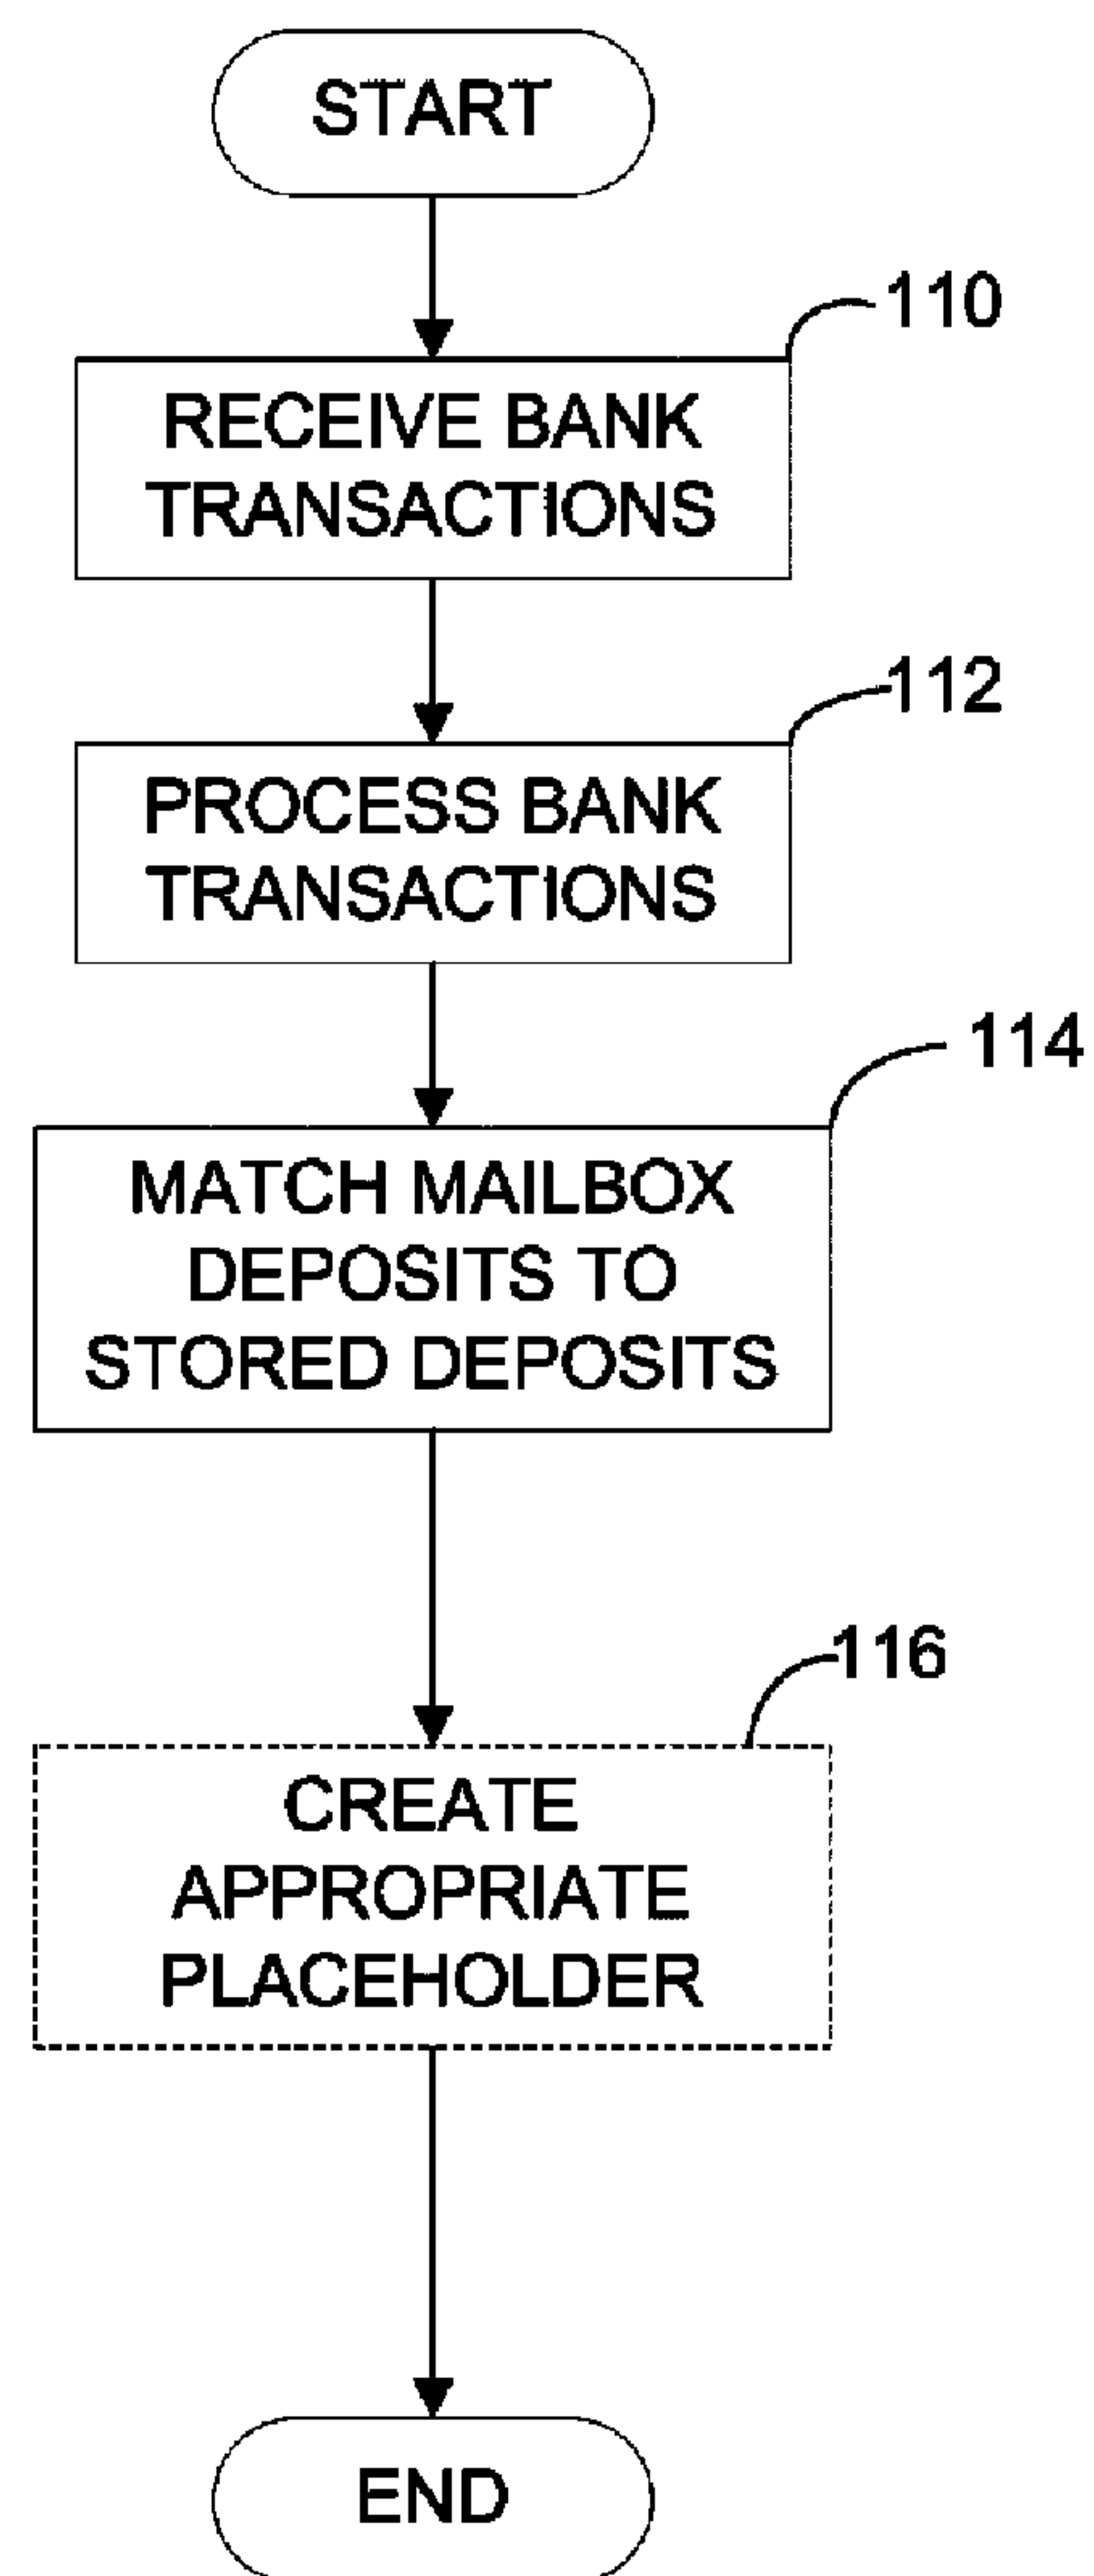 START
110
RECEIVE BANK
TRANSACTIONS
112
PROCESS BANK
TRANSACTIONS
114
MATCH MAILBOX
DEPOSITS TO
STORED DEPOSITS
116
CREATE
APPROPRIATE
PLACEHOLDER
END